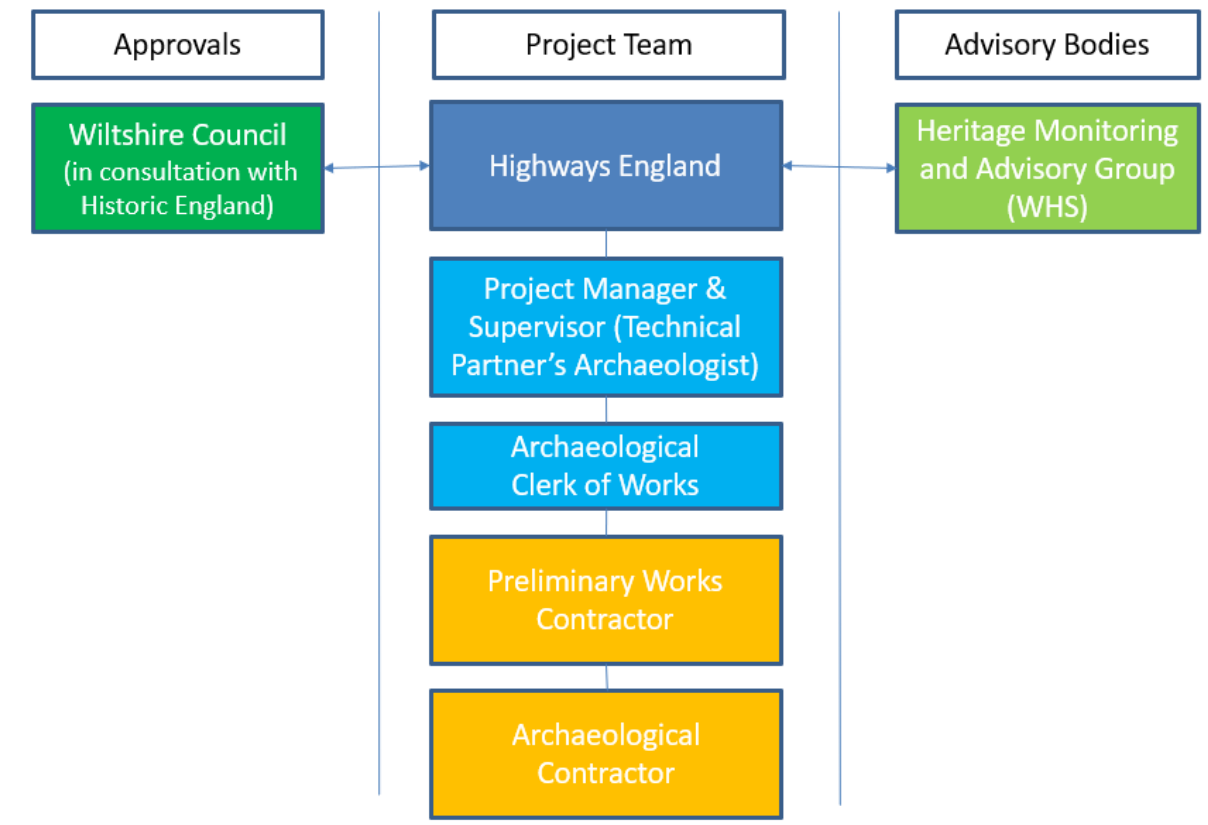 Approvals
Project Team
Advisory Bodies
Wiltshire Council
(in consultation with
Historic England)
Highways England
Heritage Monitoring
and Advisory Group
(WHS)
Project Manager &
Supervisor (Technical
Partner’s Archaeologist)
Archaeological
Clerk of Works
Preliminary Works
Contractor
Archaeological
Contractor